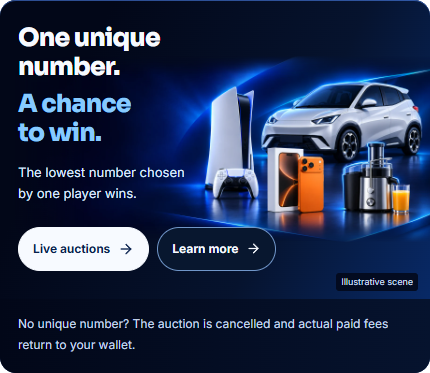 One unique
number.
A chance
to win.
The lowest number chosen
by one player wins.
Live auctions →
Learn more →
Illustrative scene
No unique number? The auction is cancelled and actual paid fees
return to your wallet.